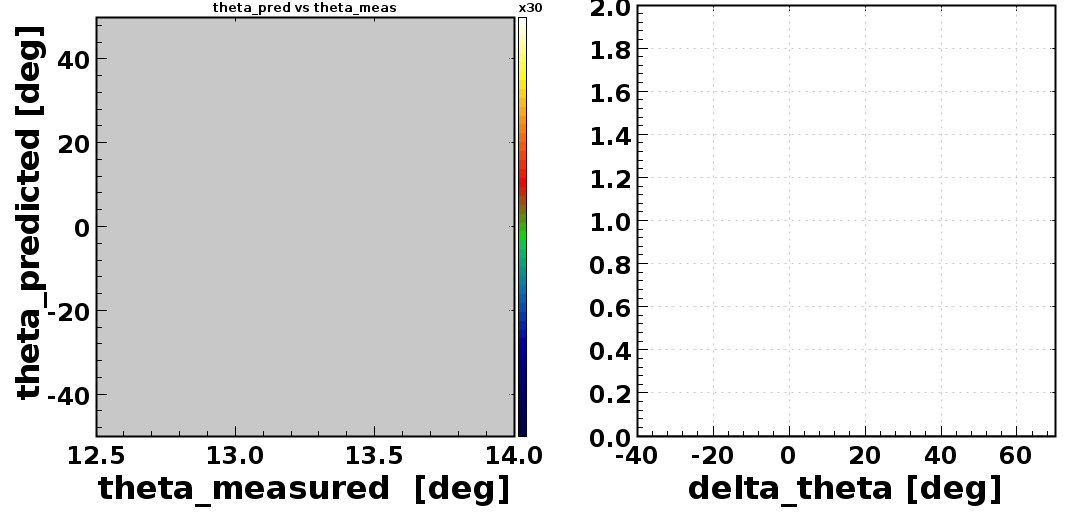 theta_pred vs theta_meas
x30
theta_predicted [deg]
40
20
0
-20
-40
12.5 13.0 13.5 14.0
theta_measured [deg]
2.0
1.8
1.6
1.4
1.2
1.0
0.8
0.6
0.4
0.2
0.0
-40 -20 0 20 40 60
delta_theta [deg]